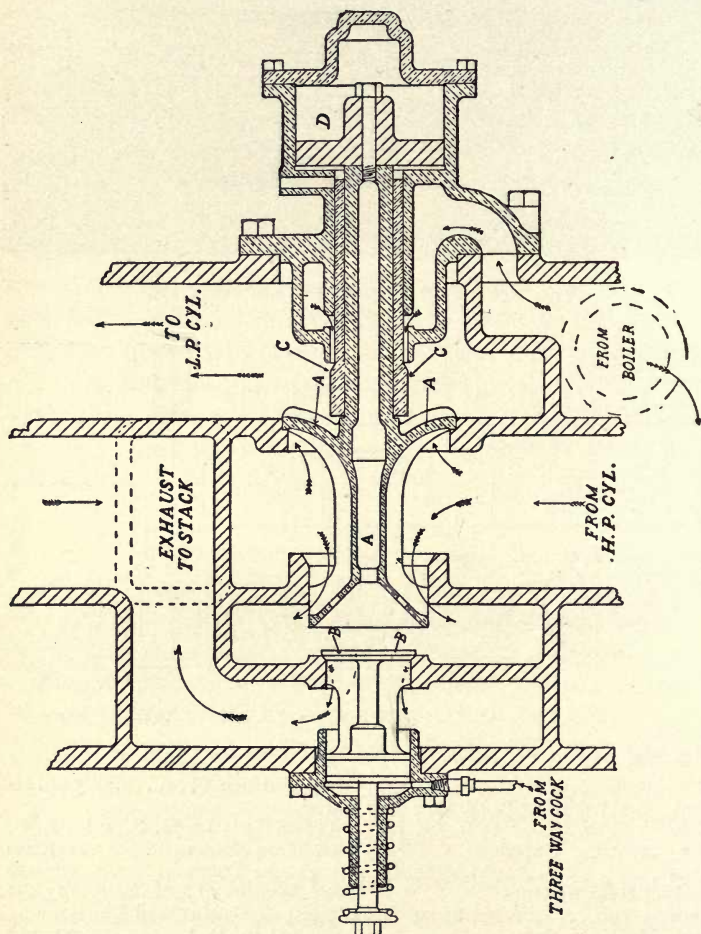 D
TO
L.P. CYL.
C
C
A
A
FROM
BOILER
EXHAUST
TO STACK
A
FROM
H.P. CYL.
B
B
FROM
THREE WAY COCK